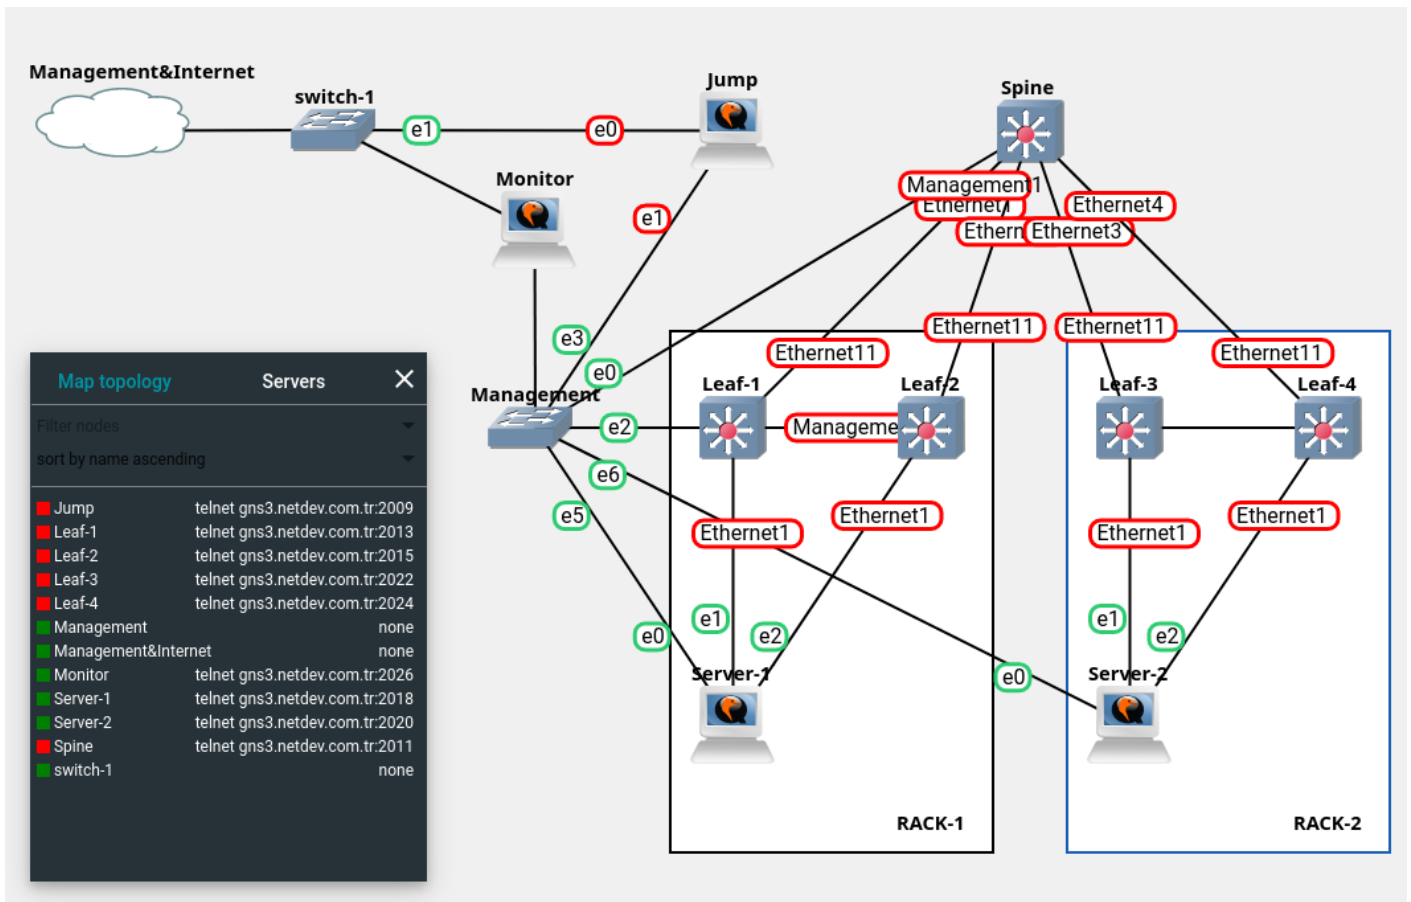 Management&Internet
switch-1
Jump
Spine
e1
e0
Monitor
Management1
Ethernet1
Ethernet4
e1
Ethern
Ethernet3
e3
Ethernet11
Ethernet11
Ethernet11
Ethernet11
e0
Management
Leaf-1
Leaf-2
Leaf-3
Leaf-4
e2
Manageme
e6
e5
Ethernet1
Ethernet1
Ethernet1
Ethernet1
e0
e1
e2
e1
e2
Server-1
e0
Server-2
RACK-1
RACK-2
Map topology
Servers
Filter nodes
sort by name ascending
Jump telnet gns3.netdev.com.tr:2009
Leaf-1 telnet gns3.netdev.com.tr:2013
Leaf-2 telnet gns3.netdev.com.tr:2015
Leaf-3 telnet gns3.netdev.com.tr:2022
Leaf-4 telnet gns3.netdev.com.tr:2024
Management none
Management&Internet none
Monitor telnet gns3.netdev.com.tr:2026
Server-1 telnet gns3.netdev.com.tr:2018
Server-2 telnet gns3.netdev.com.tr:2020
Spine telnet gns3.netdev.com.tr:2011
switch-1 none